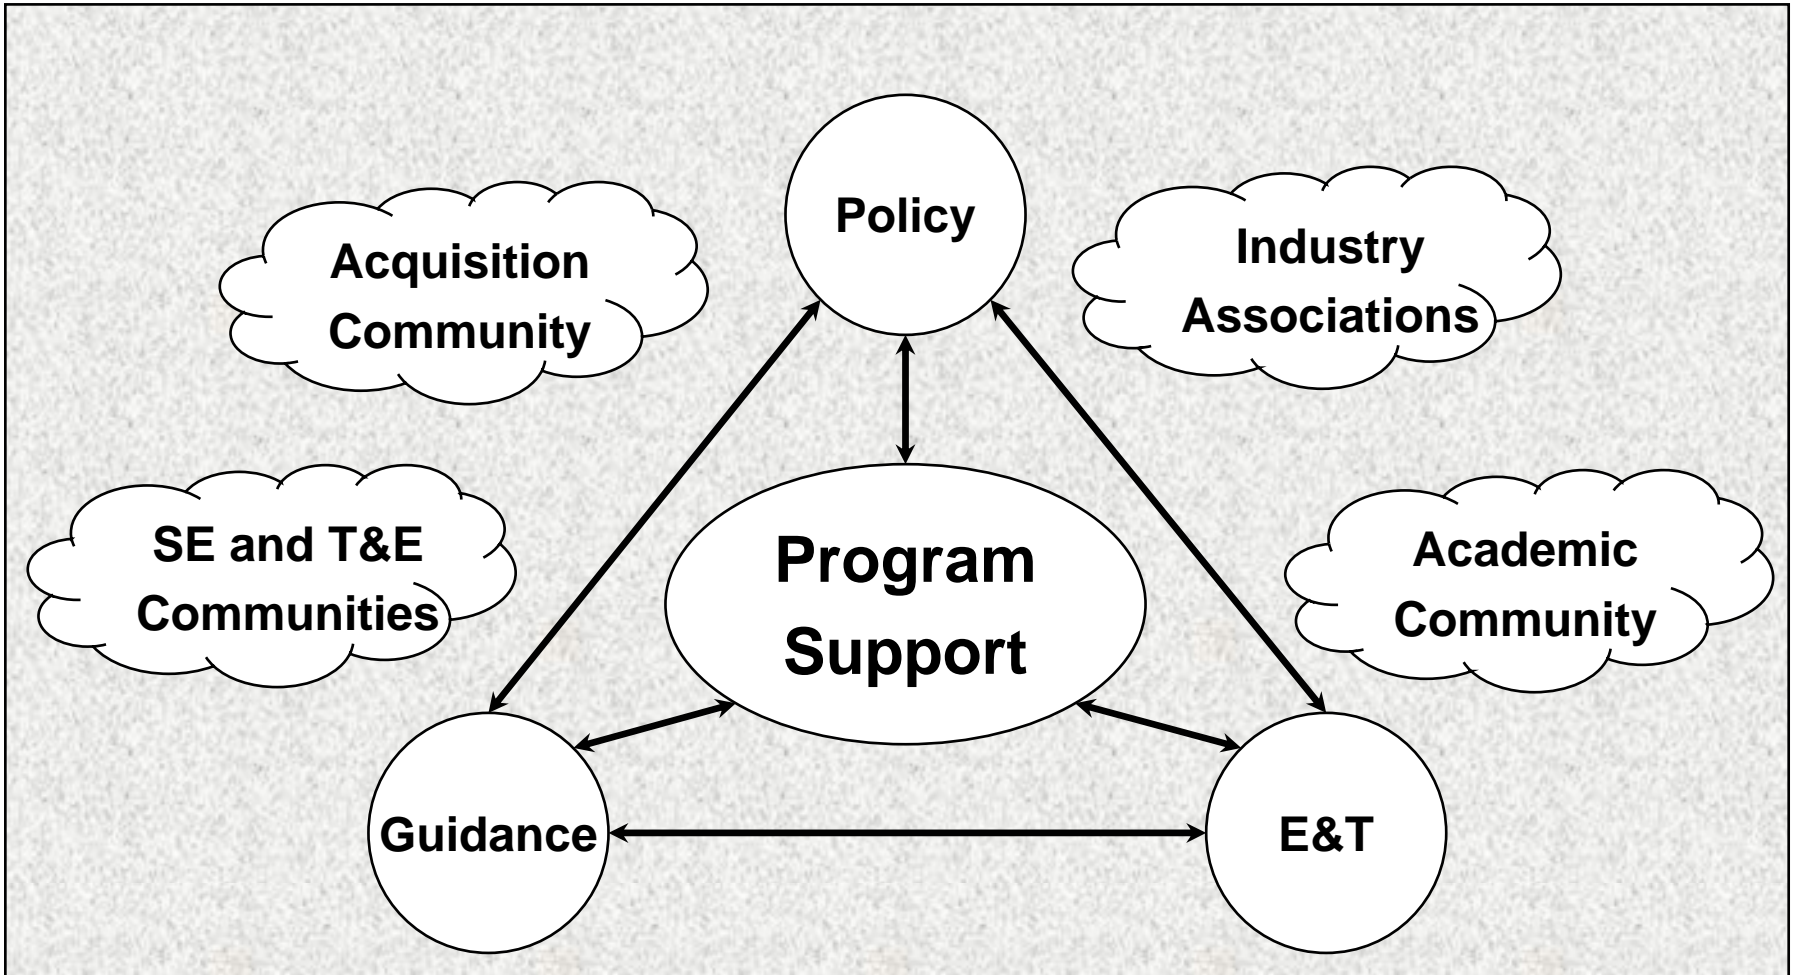 Policy
Acquisition
Community
Industry
Associations
SE and T&E
Communities
Program
Support
Academic
Community
Guidance
E&T